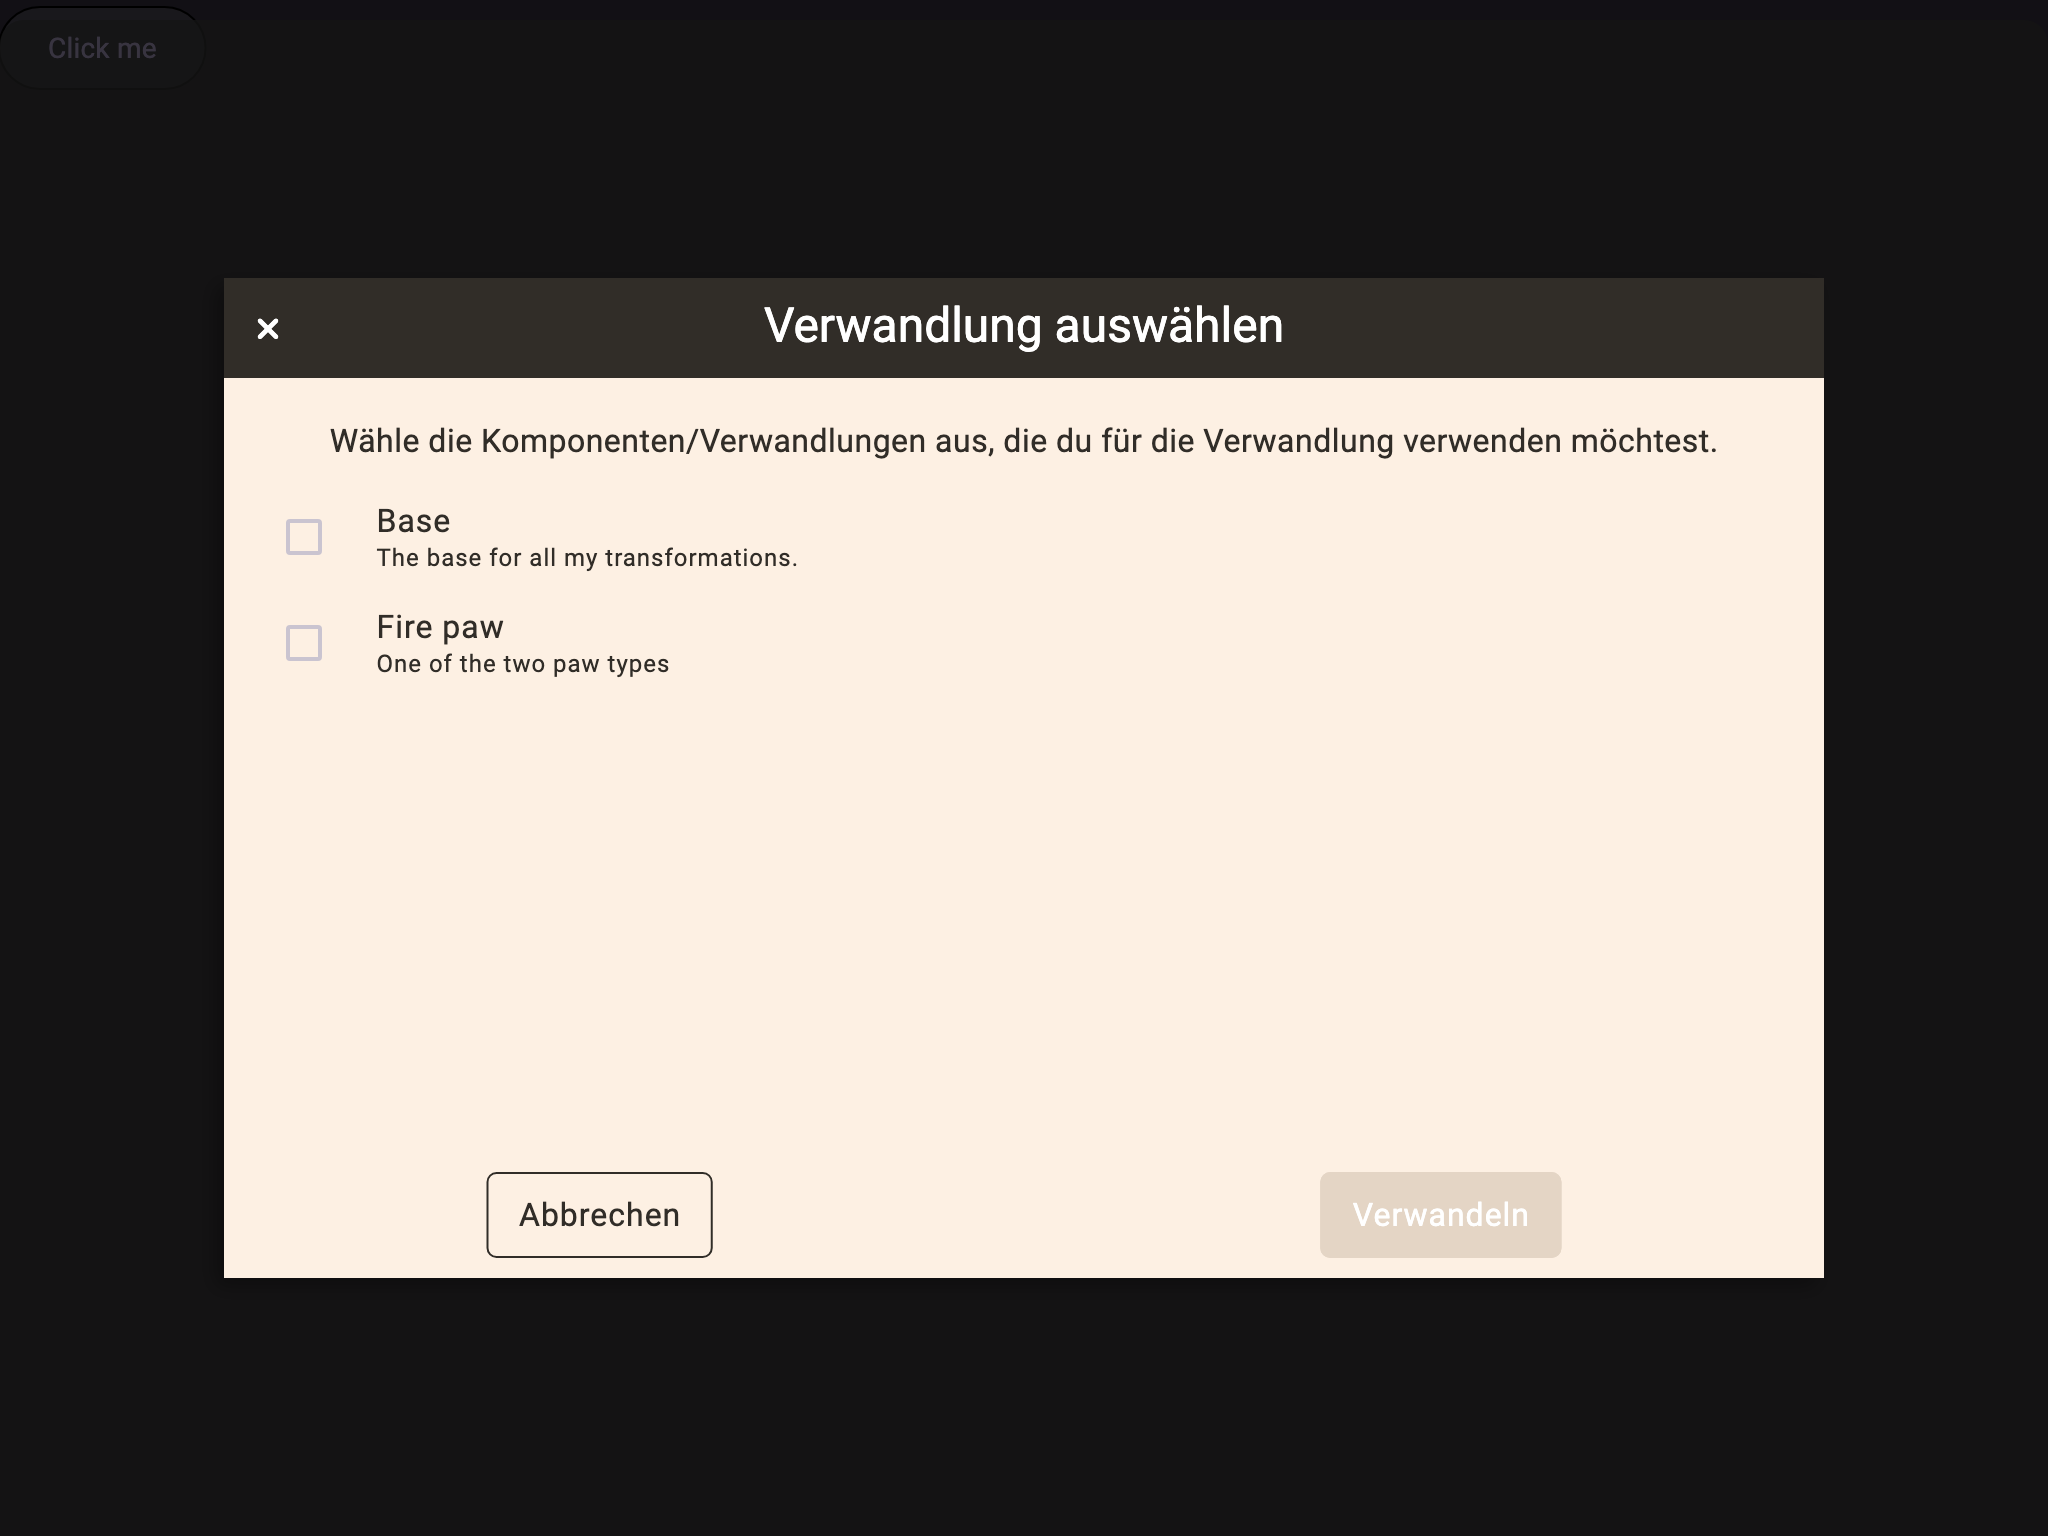 Click me
Verwandlung auswählen
Wähle die Komponenten/Verwandlungen aus, die du für die Verwandlung verwenden möchtest.
Base
The base for all my transformations.
Fire paw
One of the two paw types
Abbrechen
Verwandeln